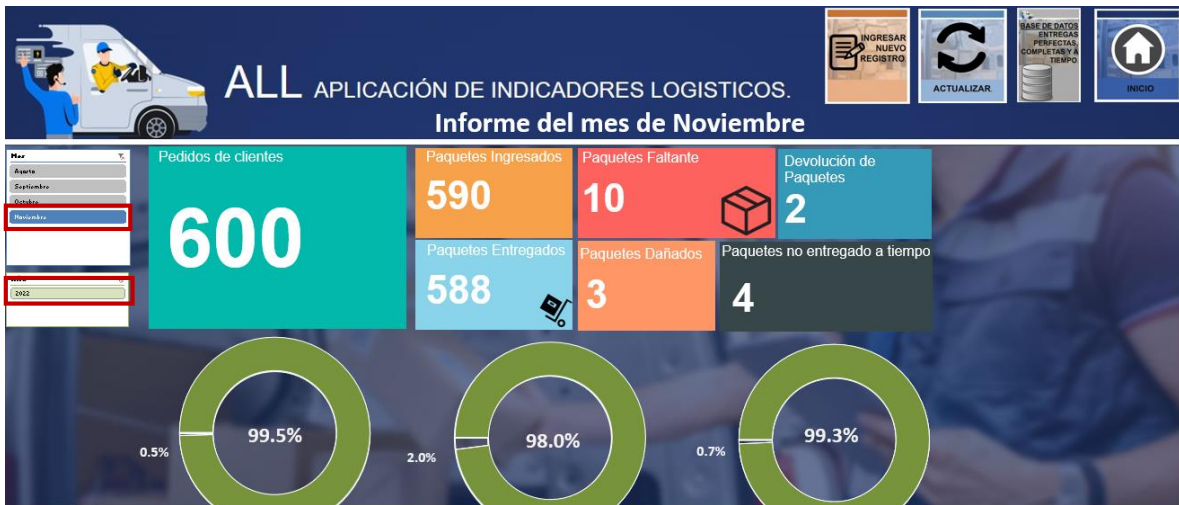 ALL APLICACIÓN DE INDICADORES LOGISTICOS.
Informe del mes de Noviembre
INGRESAR
NUEVO
REGISTRO
ACTUALIZAR
BASE DE DATOS
ENTREGAS
PERFECTAS,
COMPLETAS Y A
TIEMPO
INICIO
Mes
Agosto
Septiembre
Octubre
Noviembre
2022
Pedidos de clientes
600
Paquetes Ingresados
590
Paquetes Faltante
10
Devolución de
Paquetes
2
Paquetes Entregados
588
Paquetes Dañados
3
Paquetes no entregado a tiempo
4
99.5%
0.5%
98.0%
2.0%
99.3%
0.7%